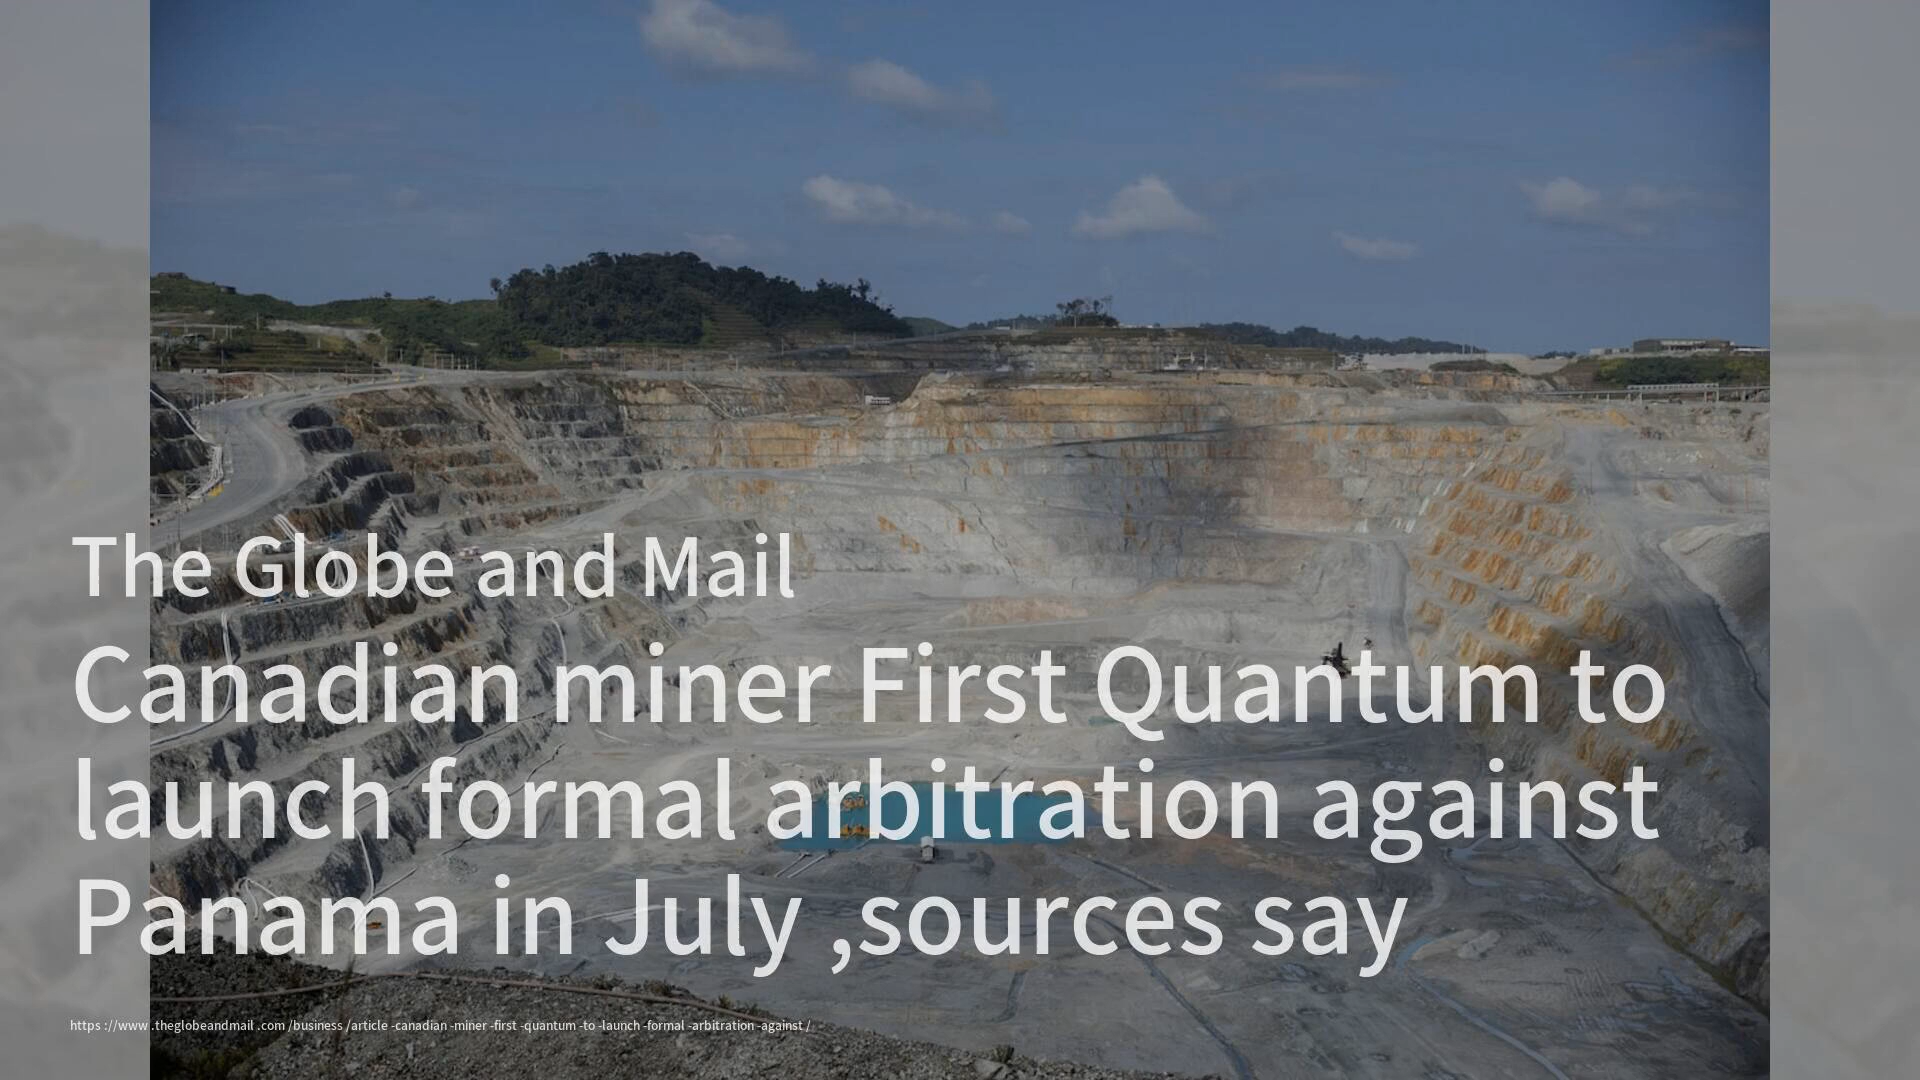 The Globe and Mail
Canadian miner First Quantum to
launch formal arbitration against
Panama in July ,sources say
https ://www .theglobeandmail .com /business /article -canadian -miner -first -quantum -to -launch -formal -arbitration -against /